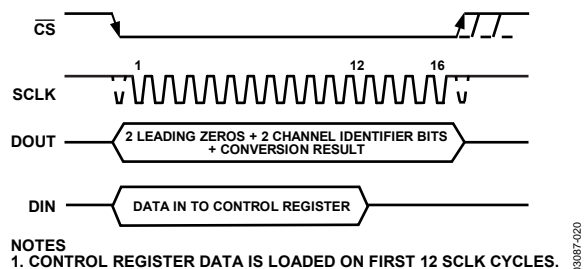 CS
1 12 16
SCLK
DOUT
2 LEADING ZEROS + 2 CHANNEL IDENTIFIER BITS
+ CONVERSION RESULT
DIN
DATA IN TO CONTROL REGISTER
NOTES
1. CONTROL REGISTER DATA IS LOADED ON FIRST 12 SCLK CYCLES.
03087-020